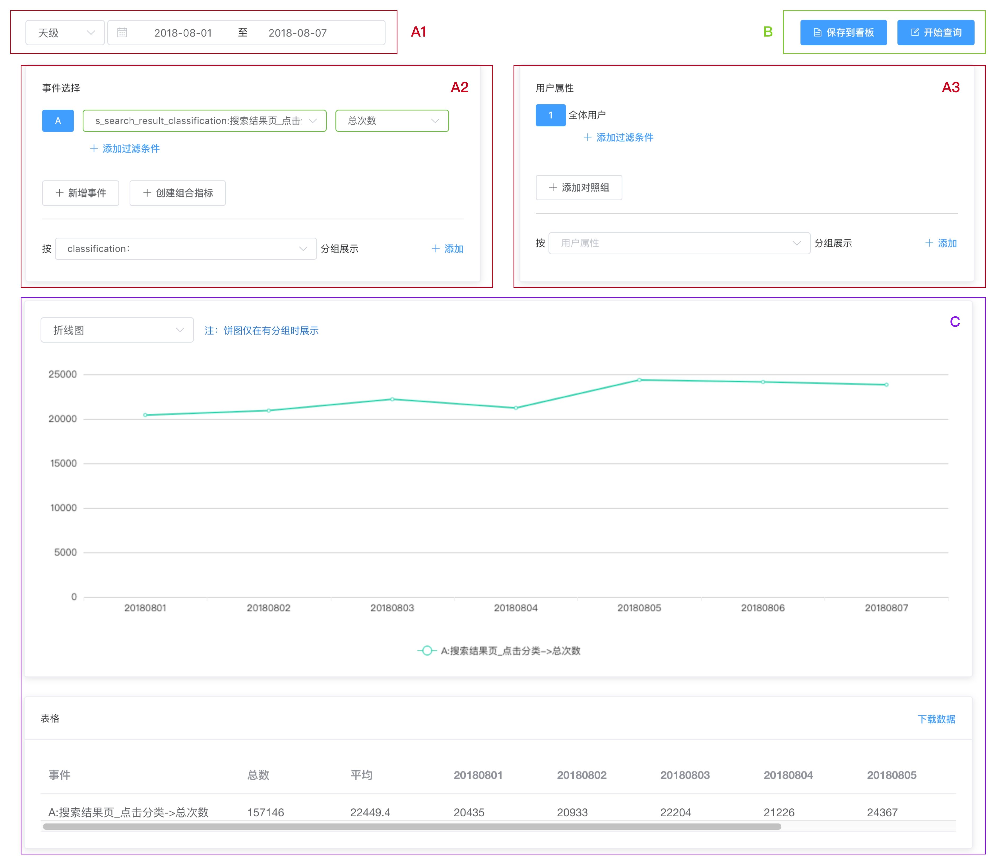 天级 2018-08-01 至 2018-08-07 A1
B 保存到看板 开始查询
事件选择 A2
A s_search_result_classification:搜索结果页_点击 总次数
+ 添加过滤条件
+ 新增事件 + 创建组合指标
按 classification: 分组展示 + 添加
用户属性 A3
1 全体用户
+ 添加过滤条件
+ 添加对照组
按 用户属性 分组展示 + 添加
C
折线图 注：饼图仅在有分组时展示
25000
20000
15000
10000
5000
0
20180801 20180802 20180803 20180804 20180805 20180806 20180807
A:搜索结果页_点击分类->总次数
表格 下载数据
事件 总数 平均 20180801 20180802 20180803 20180804 20180805
A:搜索结果页_点击分类->总次数 157146 22449.4 20435 20933 22204 21226 24367